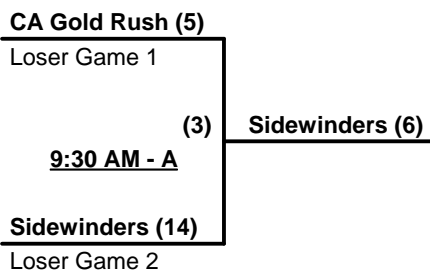 CA Gold Rush (5)
Loser Game 1
(3)
Sidewinders (6)
9:30 AM - A
Sidewinders (14)
Loser Game 2